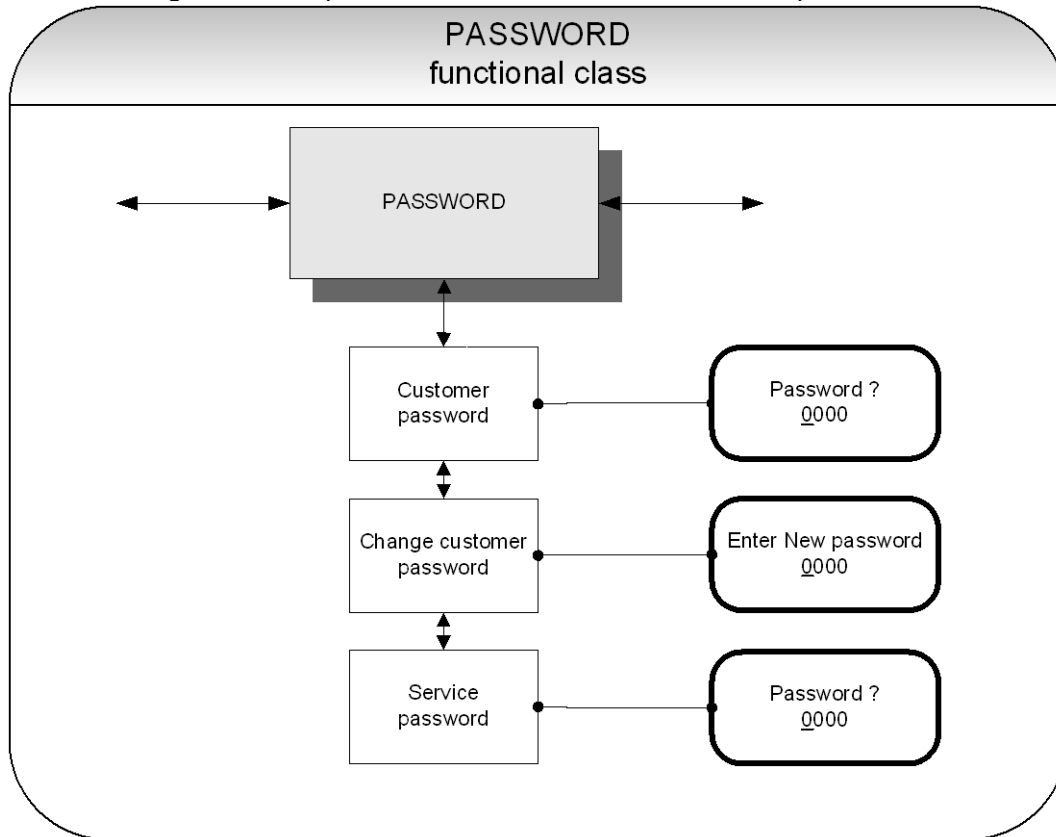 PASSWORD
functional class
PASSWORD
Customer
password
Password ?
0000
Change customer
password
Enter New password
0000
Service
password
Password ?
0000